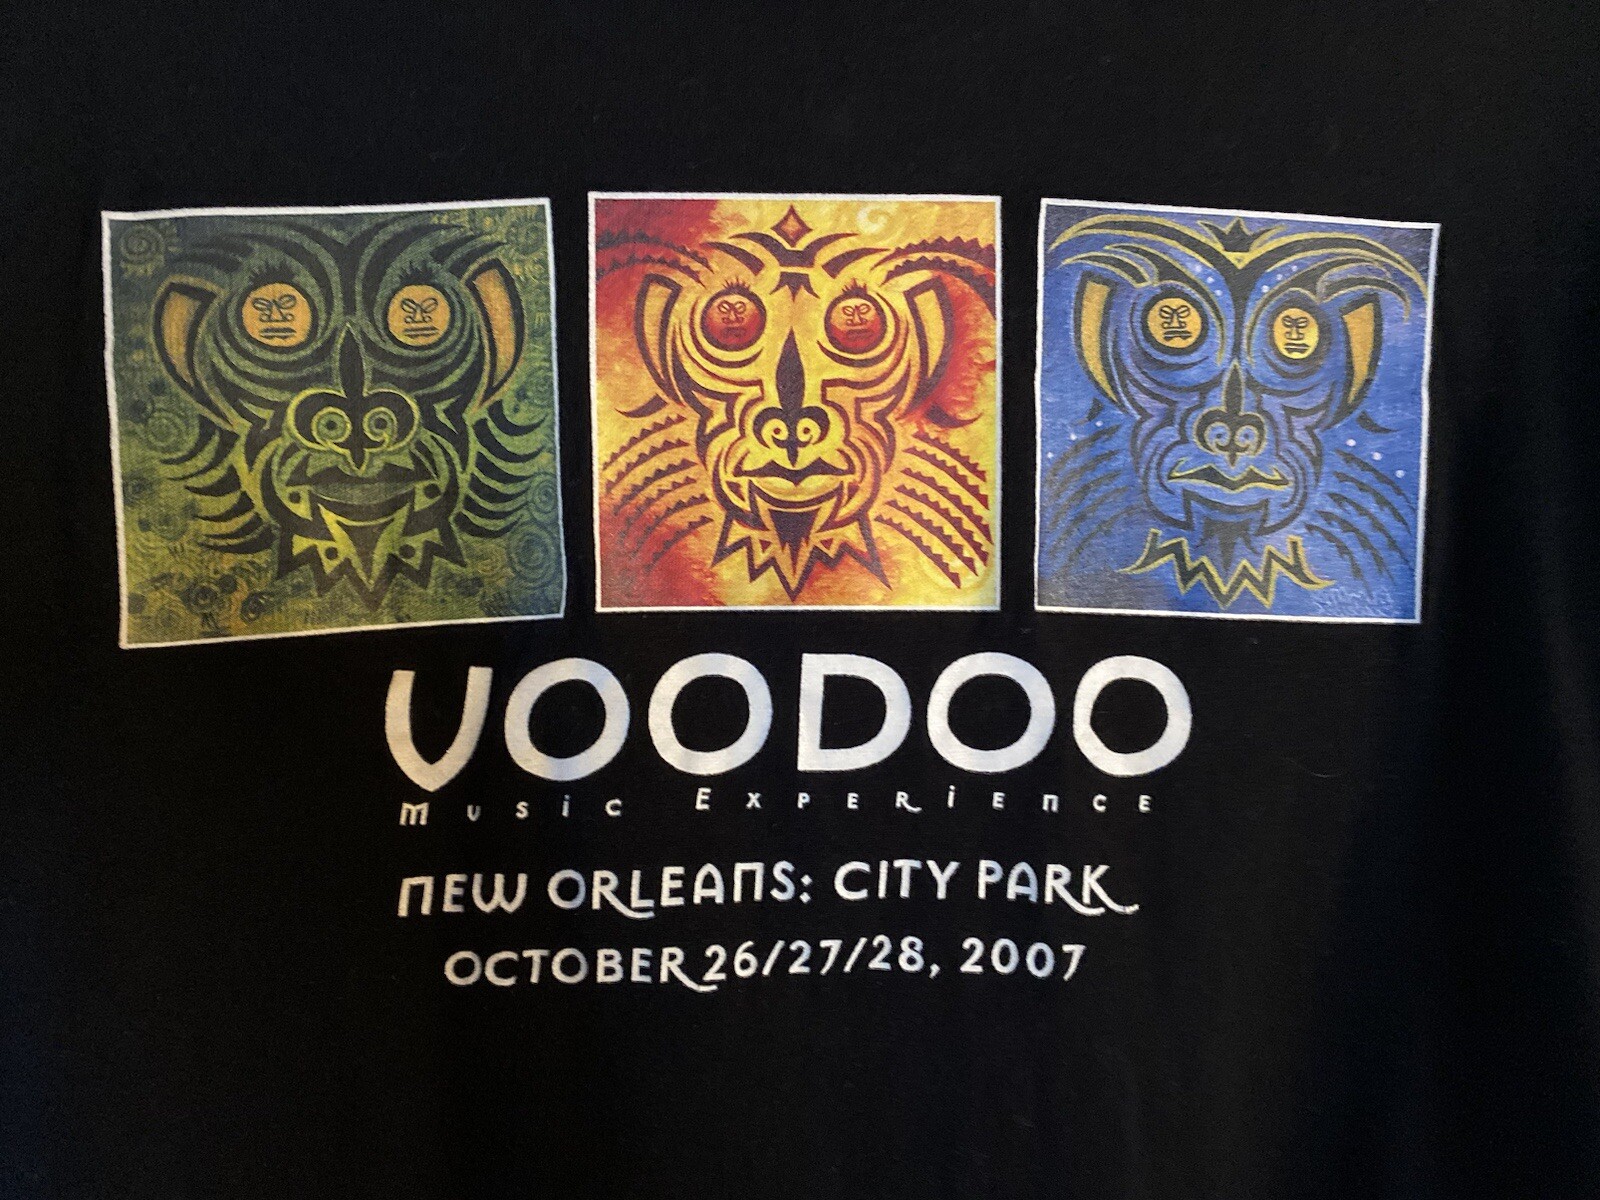 VOODOO
Music Experience
NEW ORLEANS: CITY PARK
OCTOBER 26/27/28, 2007